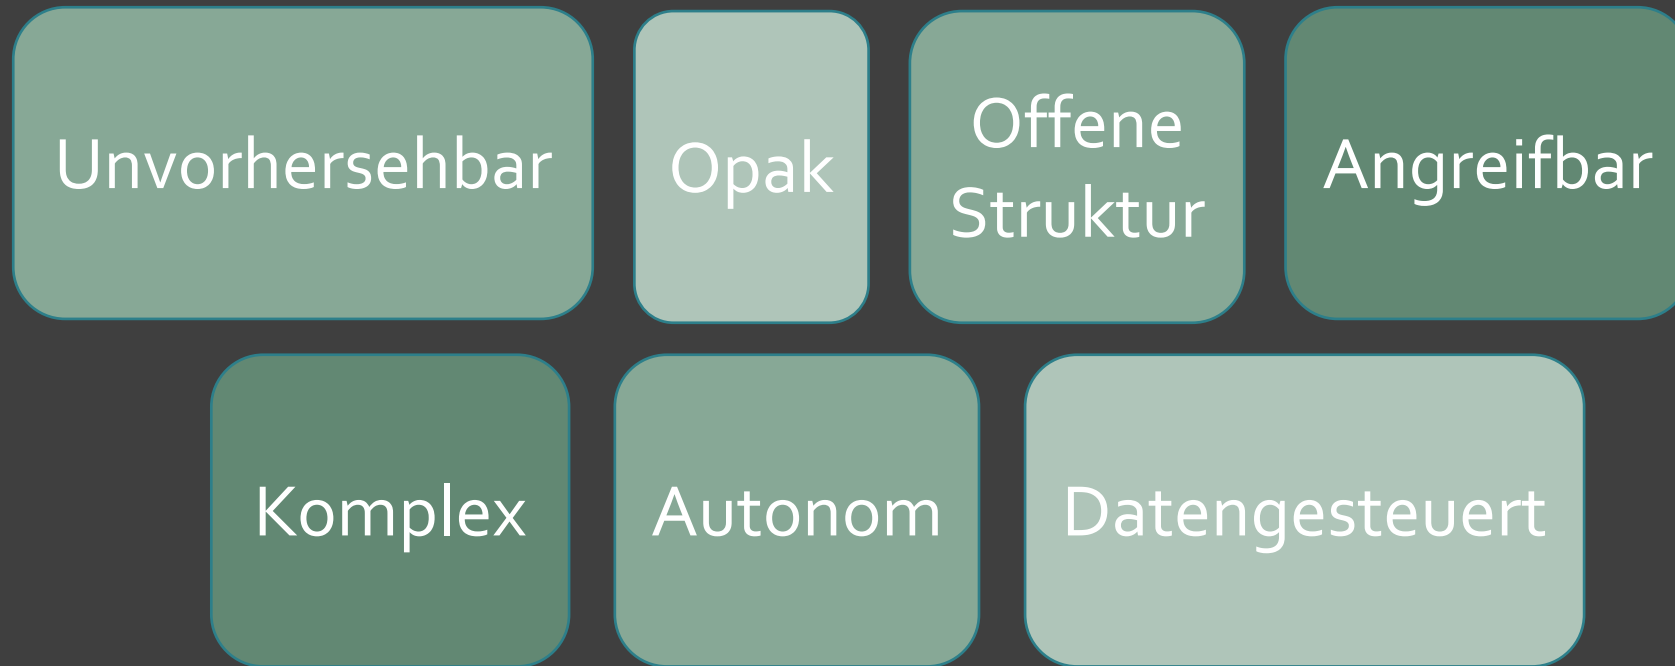 Unvorhersehbar
Opak
Offene
Struktur
Angreifbar
Komplex
Autonom
Datengesteuert